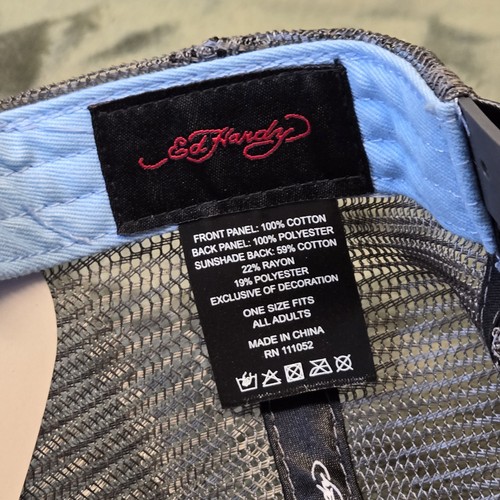 Ed Hardy
FRONT PANEL: 100% COTTON
BACK PANEL: 100% POLYESTER
SUNSHADE BACK: 59% COTTON
22% RAYON
19% POLYESTER
EXCLUSIVE OF DECORATION
ONE SIZE FITS
ALL ADULTS
MADE IN CHINA
RN 111052